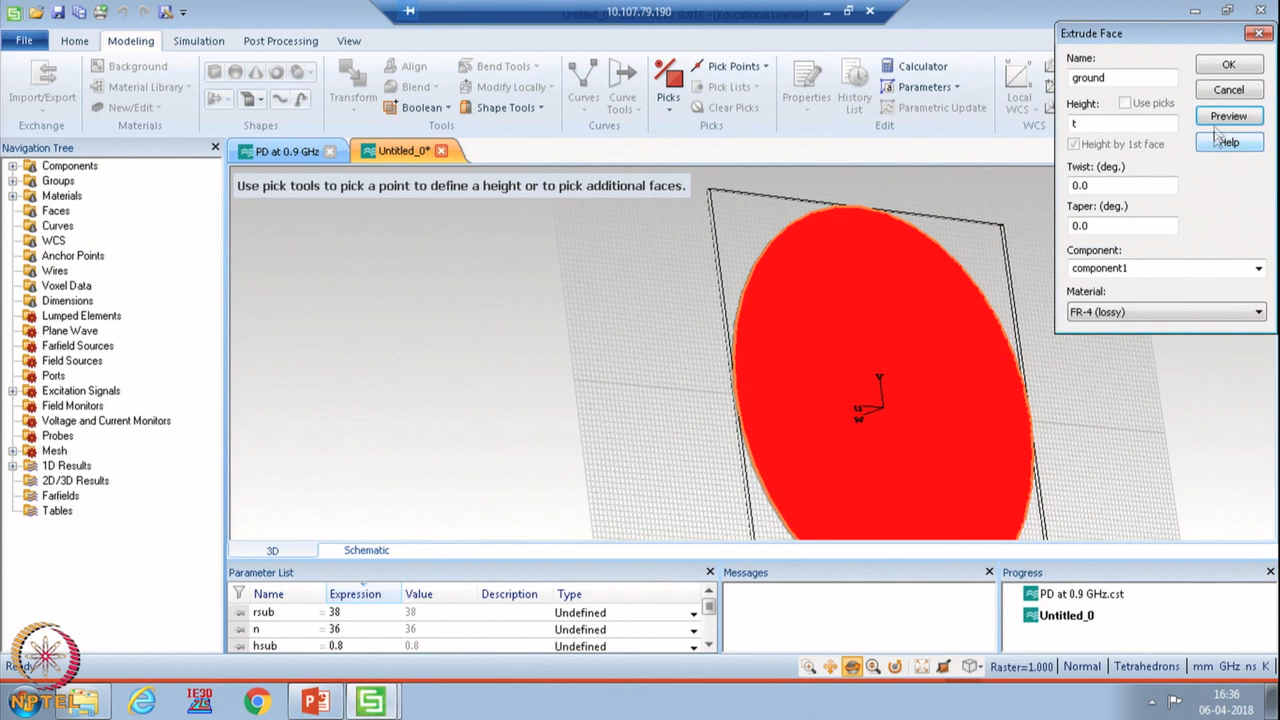 10.107.79.190
File Home Modeling Simulation Post Processing View
Import/Export
Exchange
Background
Material Library
New/Edit
Materials
Shapes
Transform
Align
Blend
Boolean
Bend Tools
Modify Locally
Shape Tools
Tools
Curves
Curve
Tools
Curves
Picks
Pick Points
Pick Lists
Clear Picks
Picks
Properties
History
List
Calculator
Parameters
Parametric Update
Edit
Local
WCS
WCS
Extrude Face
Name:
ground
Height:
Use picks
t
Height by 1st face
Twist (deg.)
0.0
Taper: (deg.)
0.0
Component:
component1
Material:
FR-4 (lossy)
OK
Cancel
Preview
Help
Navigation Tree
Components
Groups
Materials
Faces
Curves
WCS
Anchor Points
Wires
Voxel Data
Dimensions
Lumped Elements
Plane Wave
Farfield Sources
Field Sources
Ports
Excitation Signals
Field Monitors
Voltage and Current Monitors
Probes
Mesh
1D Results
2D/3D Results
Farfields
Tables
PD at 0.9 GHz
Untitled_0*
Use pick tools to pick a point to define a height or to pick additional faces.
v
u
w
3D Schematic
Parameter List
Name Expression Value Description Type
rsub = 38 38 Undefined
n = 36 36 Undefined
hsub = 0.8 0.8 Undefined
Messages
Progress
PD at 0.9 GHz.cst
Untitled_0
Raster=1.000 Normal Tetrahedrons mm GHz ns K
NPTEL
IE3D
16:36
06-04-2018